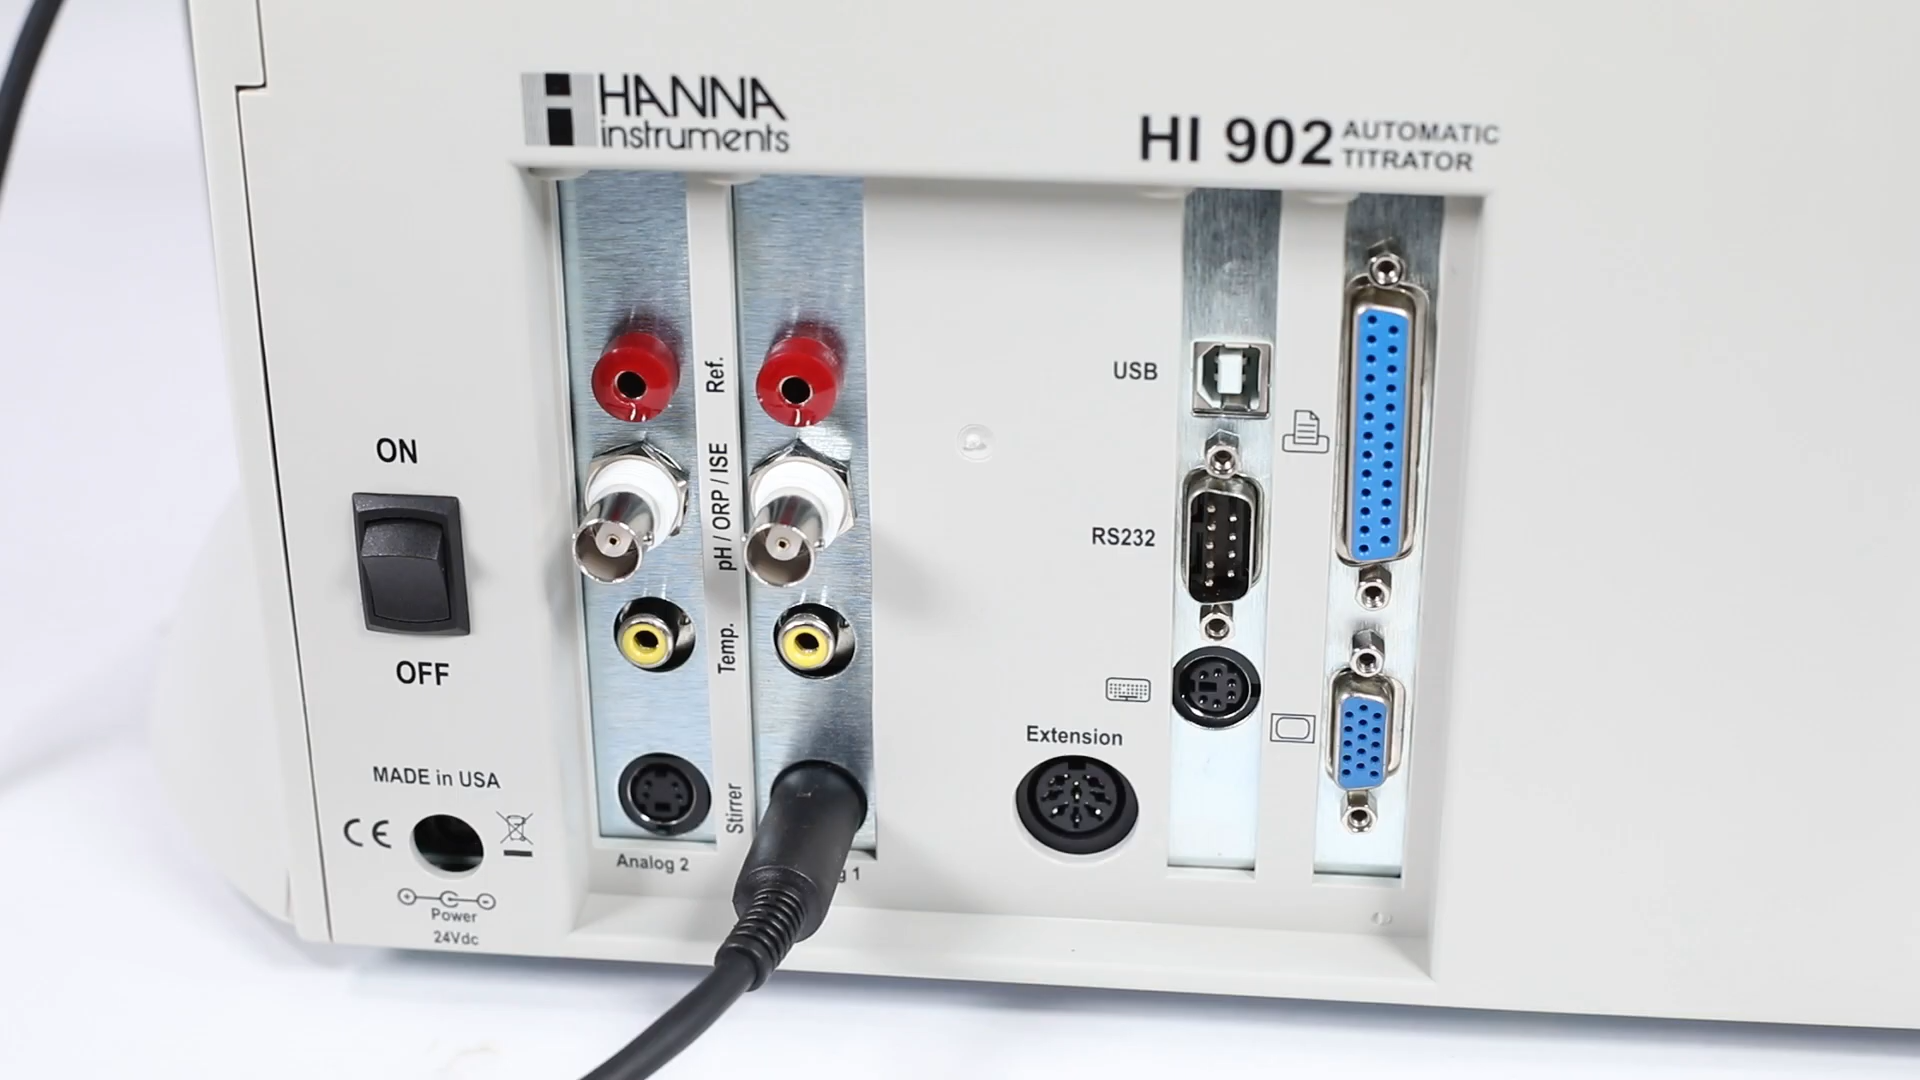 HANNA
instruments
HI 902 AUTOMATIC
TITRATOR
Ref.
pH / ORP / ISE
Temp.
Stirrer
USB
RS232
Extension
ON
OFF
MADE in USA
CE
Power
24Vdc
Analog 2
g 1